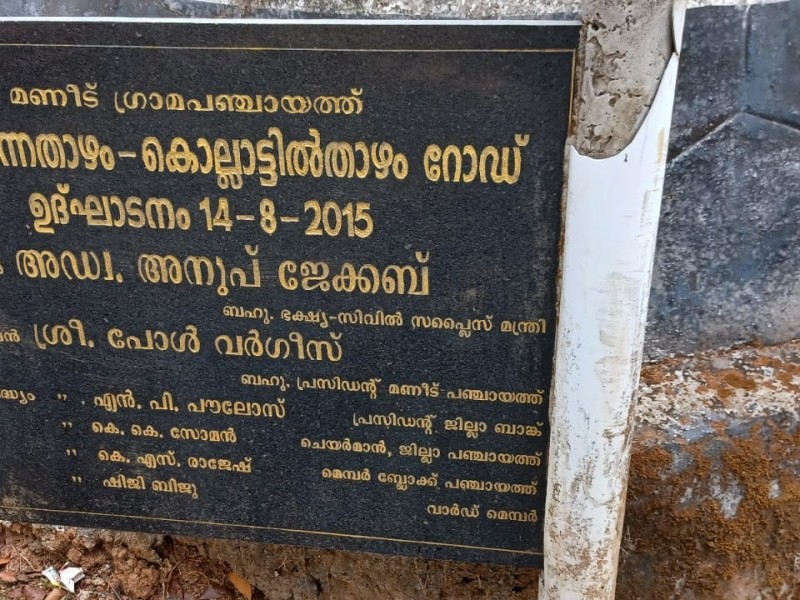 മണീട് ഗ്രാമപഞ്ചായത്ത്
ന്നതാഴം-കൊല്ലാട്ടിൽതാഴം റോഡ്
ഉദ്ഘാടനം 14-8-2015
അഡ്വ. അനൂപ് ജേക്കബ്
ബഹു. ഭക്ഷ്യ-സിവിൽ സപ്ലൈസ് മന്ത്രി
ൻ ശ്രീ. പോൾ വർഗീസ്
ബഹു. പ്രസിഡന്റ് മണീട് പഞ്ചായത്ത്
ദ്ധ്യം ,, . എൻ. പി. പൗലോസ്
പ്രസിഡന്റ് ജില്ലാ ബാങ്ക്
,, കെ. കെ. സോമൻ
ചെയർമാൻ, ജില്ലാ പഞ്ചായത്ത്
,, കെ. എസ്. രാജേഷ്
മെമ്പർ ബ്ലോക്ക് പഞ്ചായത്ത്
,, ഷിജി ബിജു
വാർഡ് മെമ്പർ